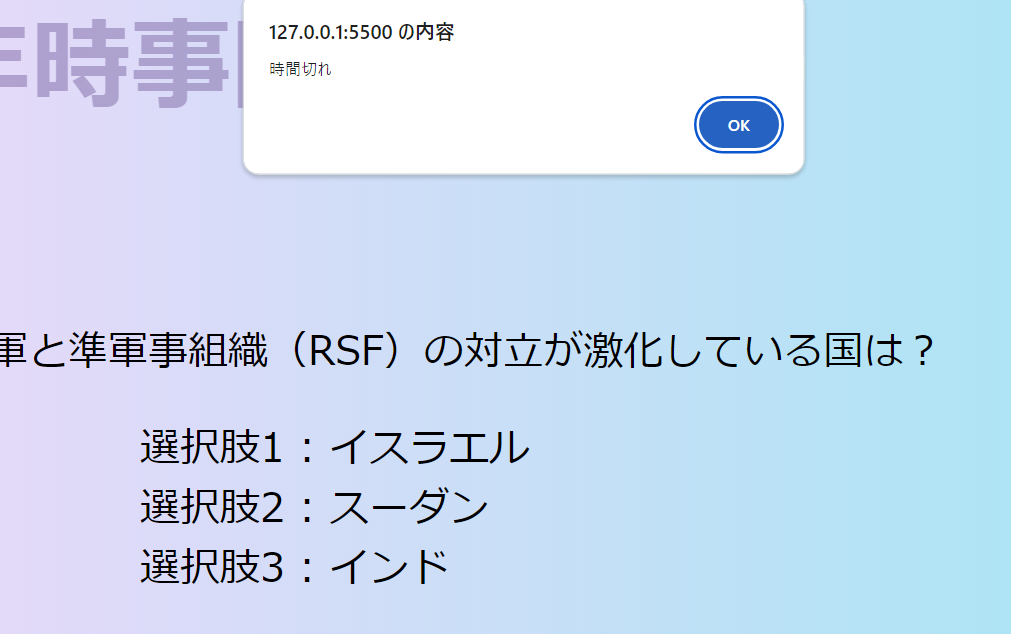 127.0.0.1:5500 の内容
時間切れ
OK
年時事
軍と準軍事組織（RSF）の対立が激化している国は？
選択肢1：イスラエル
選択肢2：スーダン
選択肢3：インド